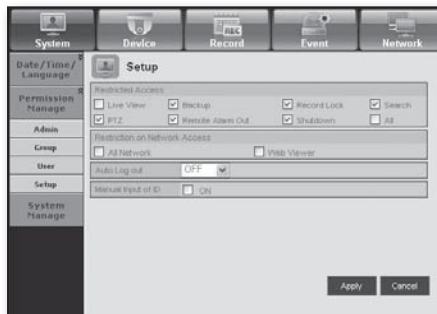 System Device Record Event Network
Date/Time/
Language
Setup
Permission
Manage
Admin
Group
User
Setup
System
Manage
Restricted Access
Live View Backup Record Lock Search
PTZ Remote Alarm Out Shutdown All
Restriction on Network Access
All Network Web Viewer
Auto Log out OFF
Manual Input of ID ON
Apply Cancel